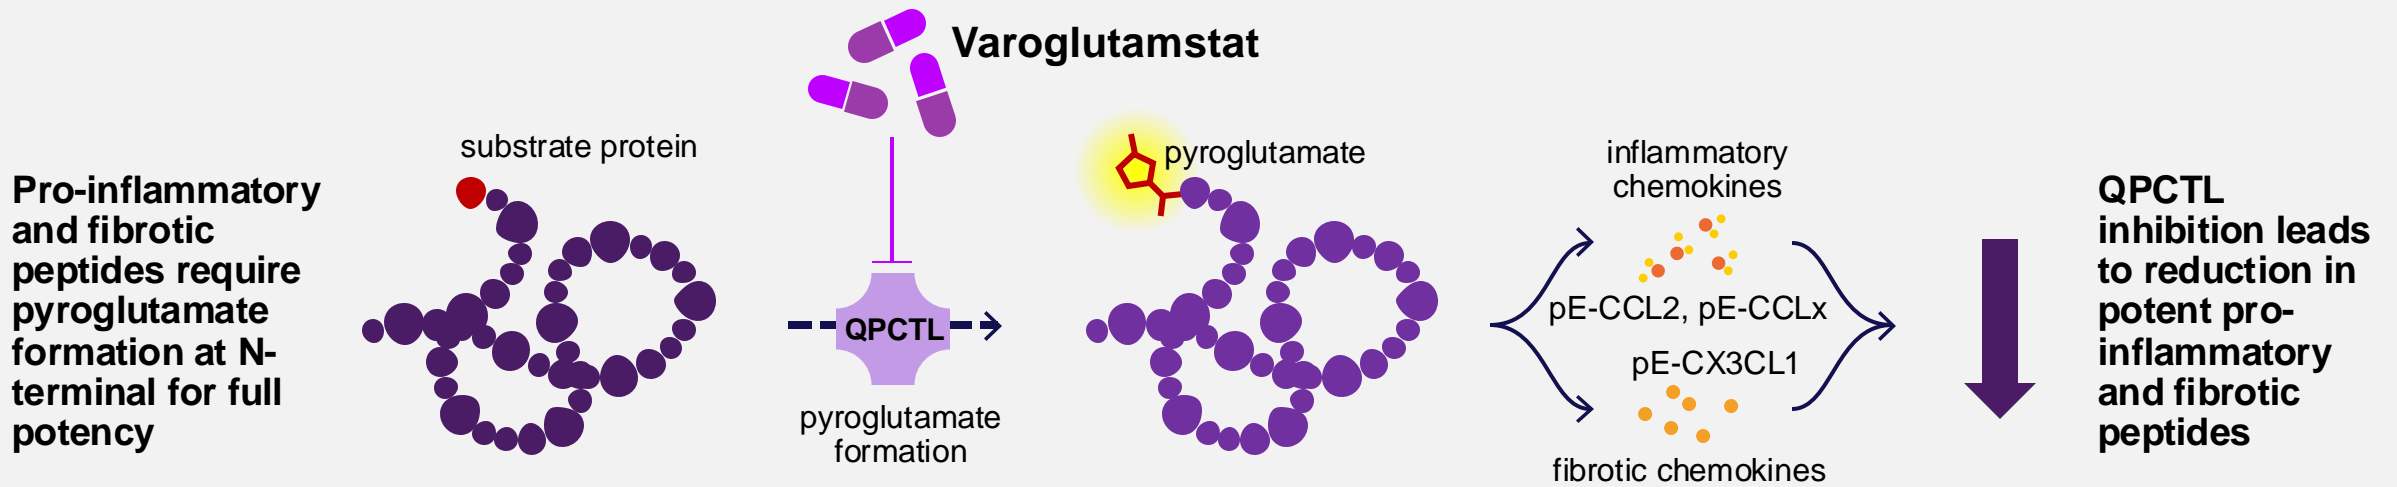 Pro-inflammatory
and fibrotic
peptides require
pyroglutamate
formation at N-
terminal for full
potency
substrate protein
Varoglutamstat
QPCTL
pyroglutamate
formation
pyroglutamate
inflammatory
chemokines
pE-CCL2, pE-CCLx
pE-CX3CL1
fibrotic chemokines
QPCTL
inhibition leads
to reduction in
potent pro-
inflammatory
and fibrotic
peptides